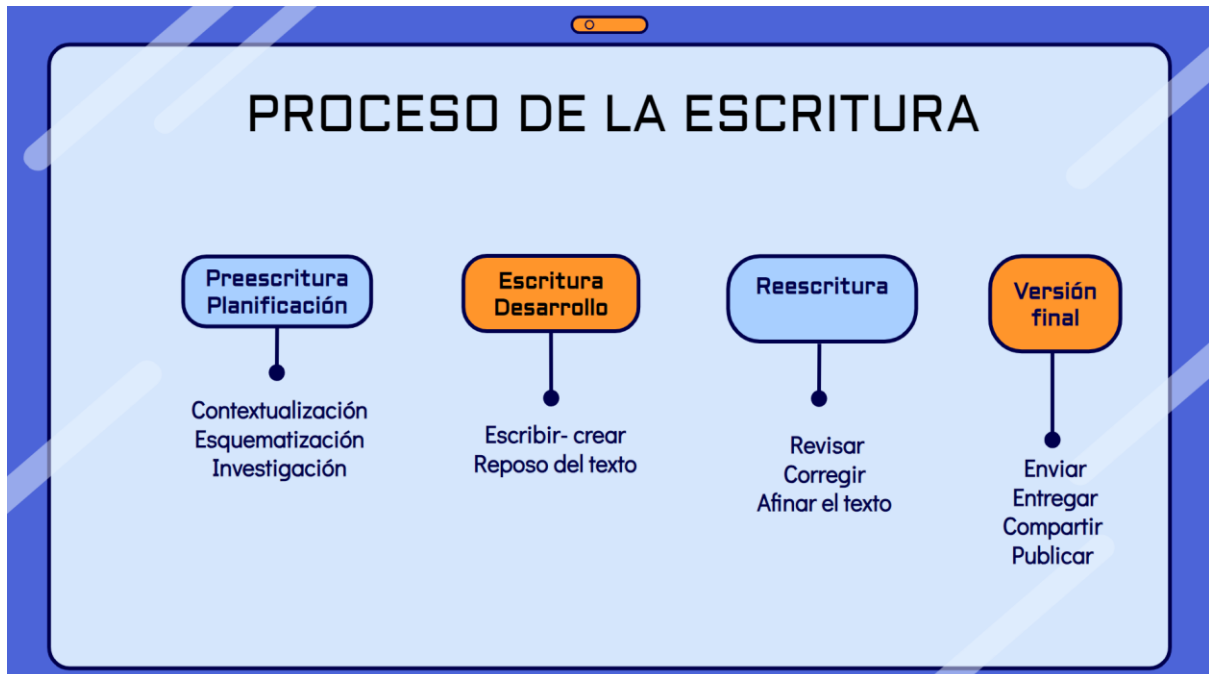 PROCESO DE LA ESCRITURA
Preescritura
Planificación
Contextualización
Esquematización
Investigación
Escritura
Desarrollo
Escribir- crear
Reposo del texto
Reescritura
Revisar
Corregir
Afinar el texto
Versión
final
Enviar
Entregar
Compartir
Publicar